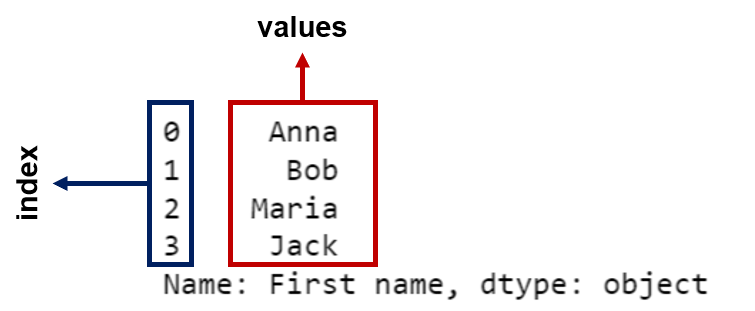 values
index
0 Anna
1 Bob
2 Maria
3 Jack
Name: First name, dtype: object